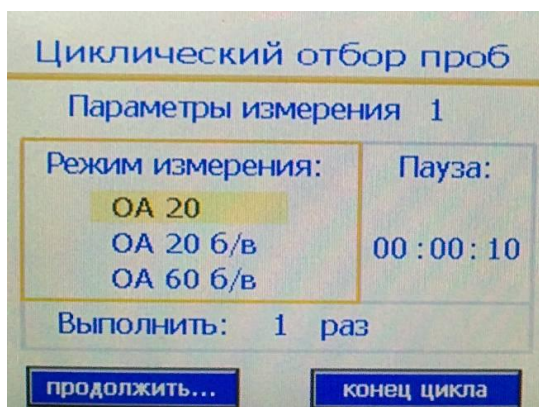 Циклический отбор проб
Параметры измерения 1
Режим измерения:
ОА 20
ОА 20 б/в
ОА 60 б/в
Пауза:
00:00:10
Выполнить: 1 раз
продолжить...
конец цикла